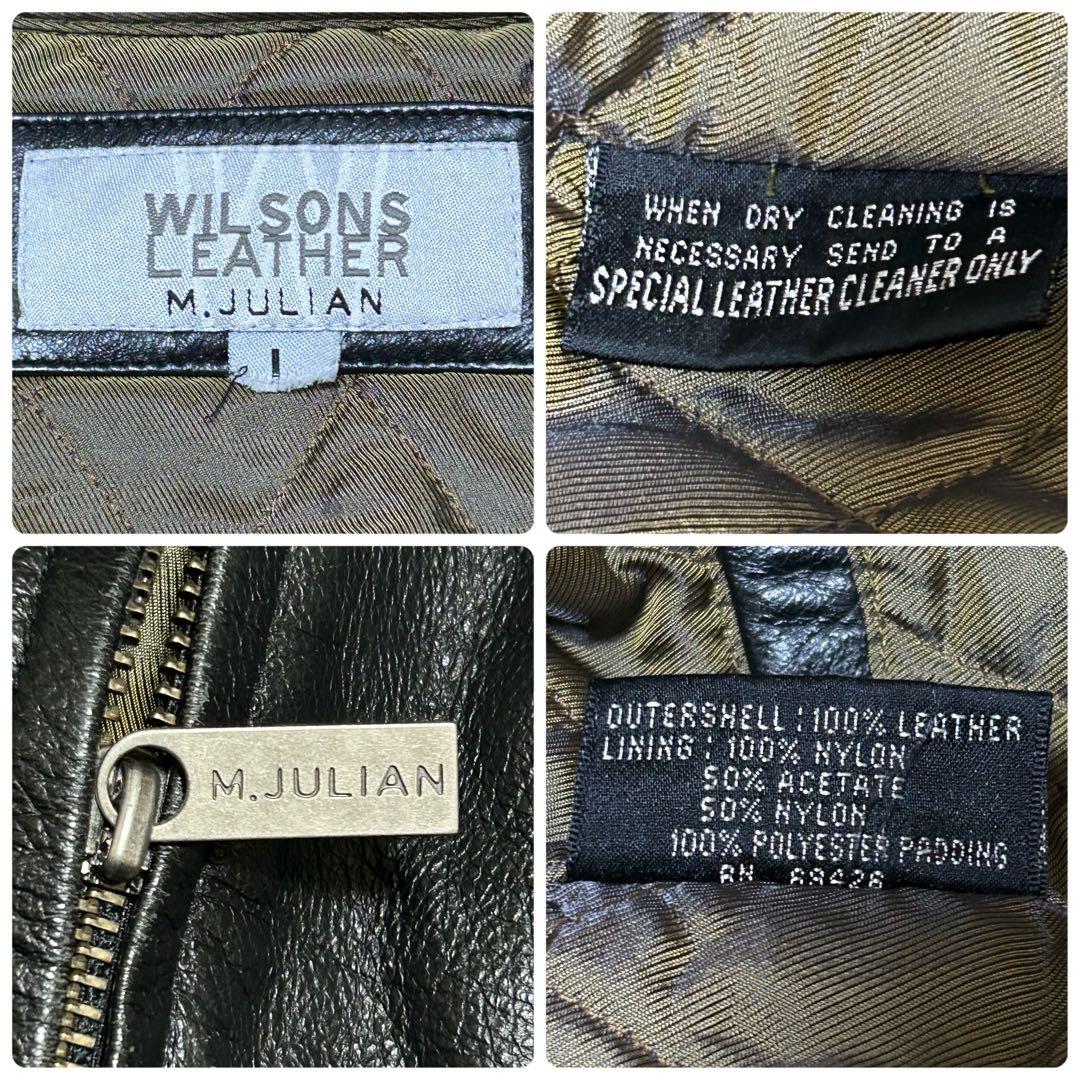 WILSONS
LEATHER
M.JULIAN
WHEN DRY CLEANING IS
NECESSARY SEND TO A
SPECIAL LEATHER CLEANER ONLY
M.JULIAN
OUTERSHELL : 100% LEATHER
LINING : 100% NYLON
50% ACETATE
50% NYLON
100% POLYESTER PADDING
RN